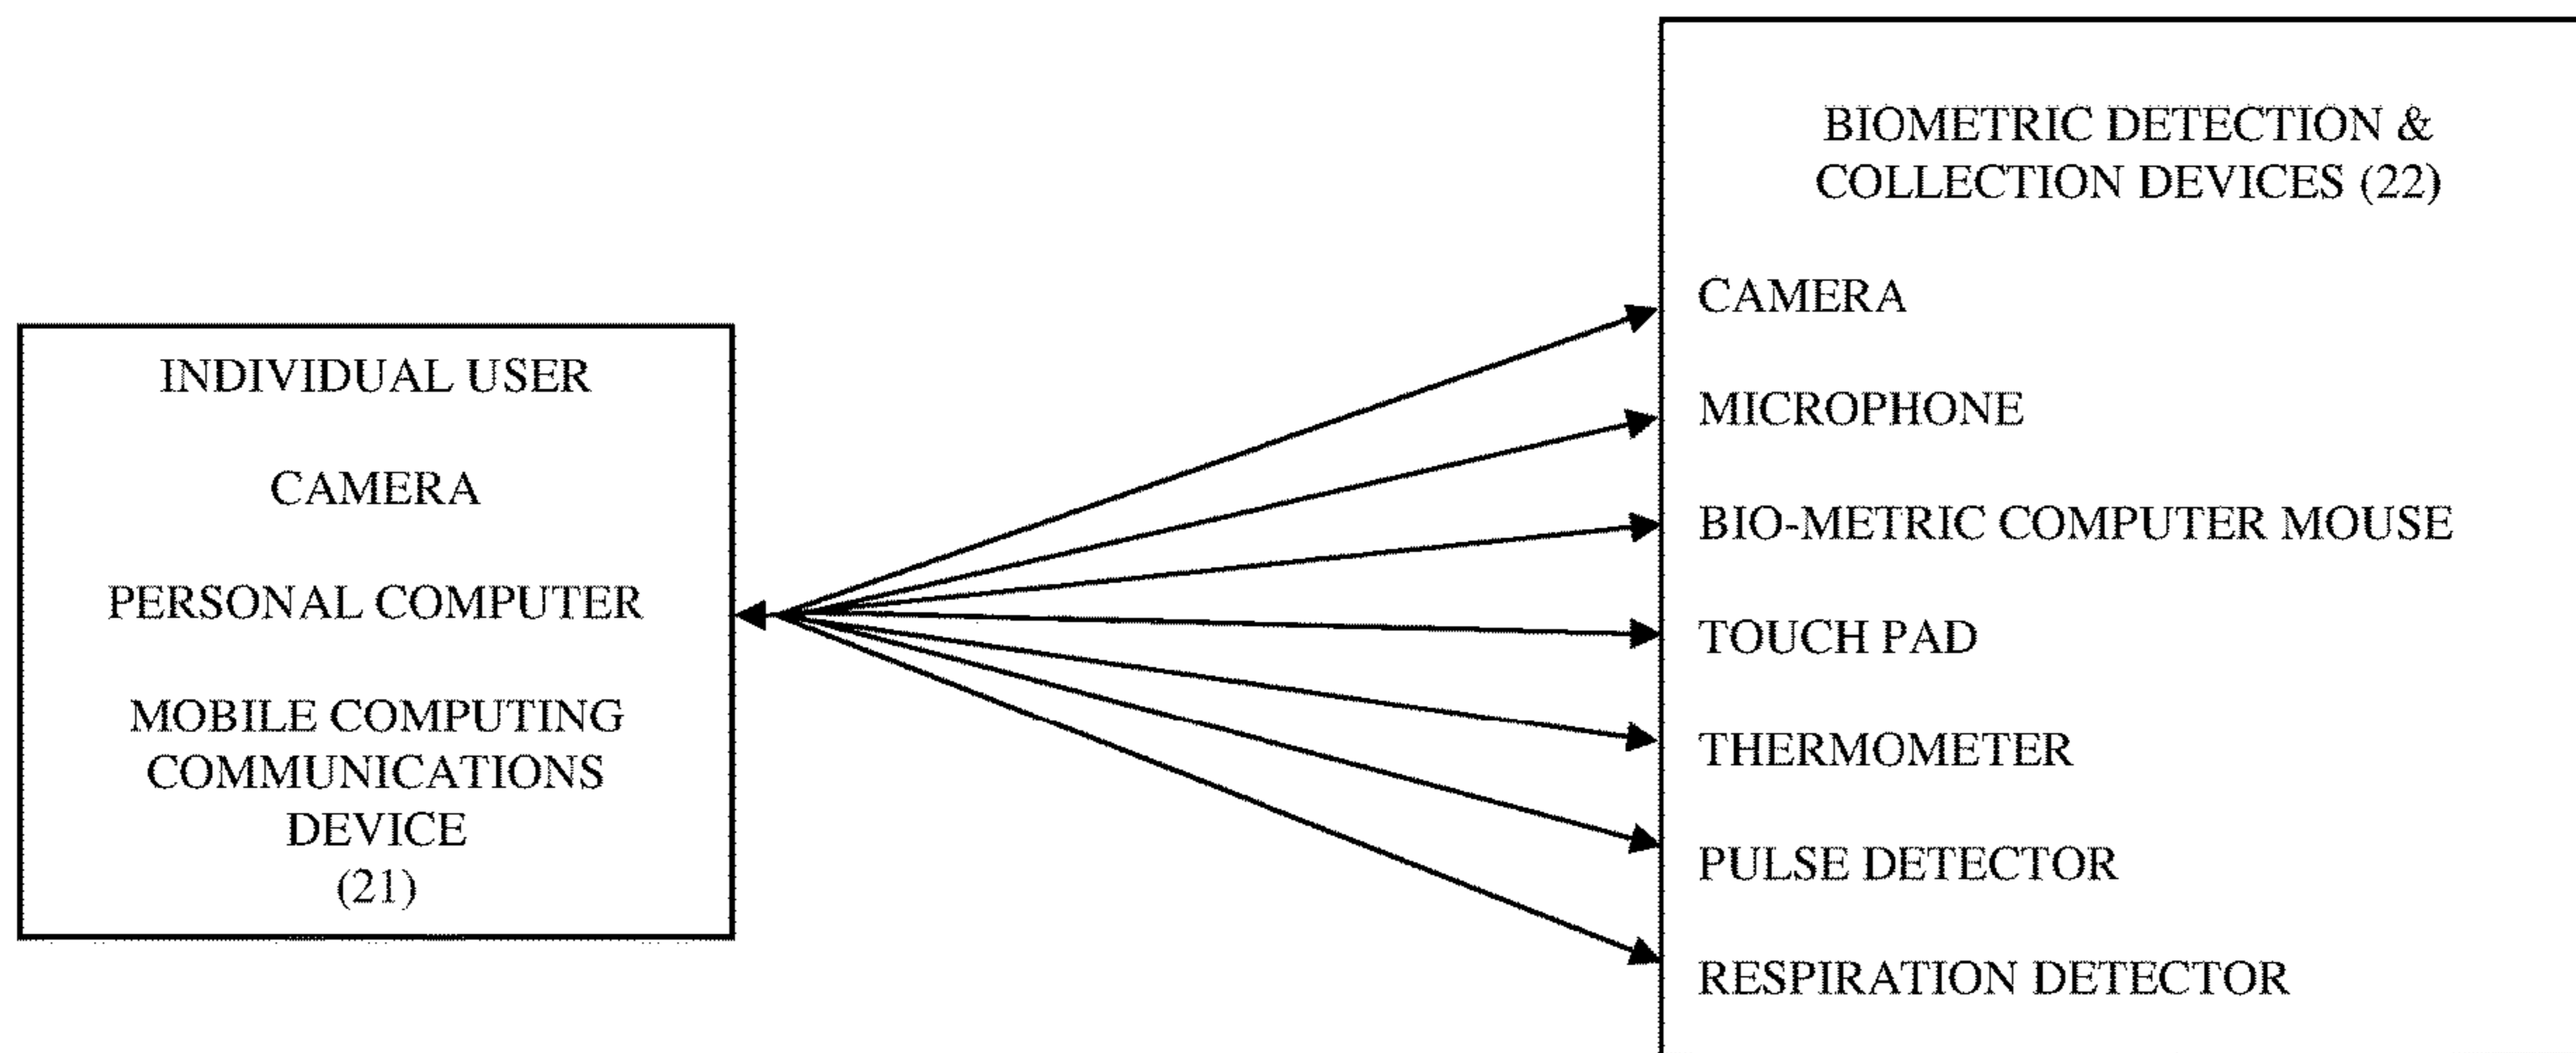 INDIVIDUAL USER
CAMERA
PERSONAL COMPUTER
MOBILE COMPUTING
COMMUNICATIONS
DEVICE
(21)
BIOMETRIC DETECTION &
COLLECTION DEVICES (22)
CAMERA
MICROPHONE
BIO-METRIC COMPUTER MOUSE
TOUCH PAD
THERMOMETER
PULSE DETECTOR
RESPIRATION DETECTOR